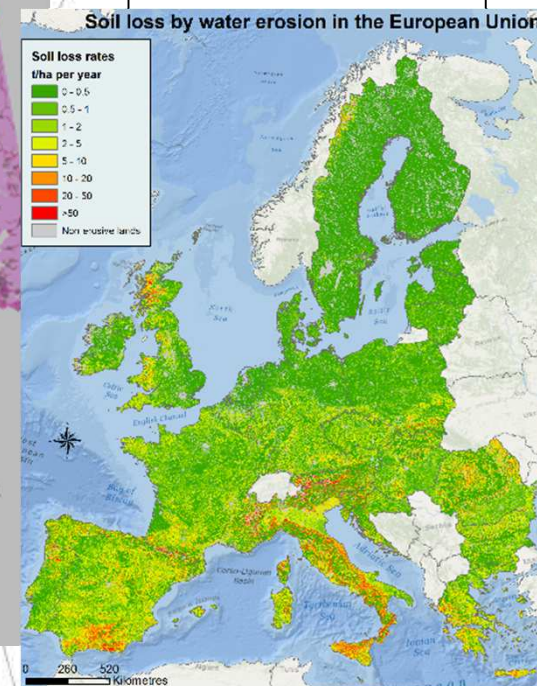 Soil loss by water erosion in the European Union
Soil loss rates
t/ha per year
0 - 0.5
0.5 - 1
1 - 2
2 - 5
5 - 10
10 - 20
20 - 50
>50
Non erosive lands
North
Sea
Baltic
Sea
Celtic
Sea
English Channel
Bay of
Biscay
Adriatic Sea
Tyrrhenian
Sea
Ionian
Sea
0 260 520
Kilometres